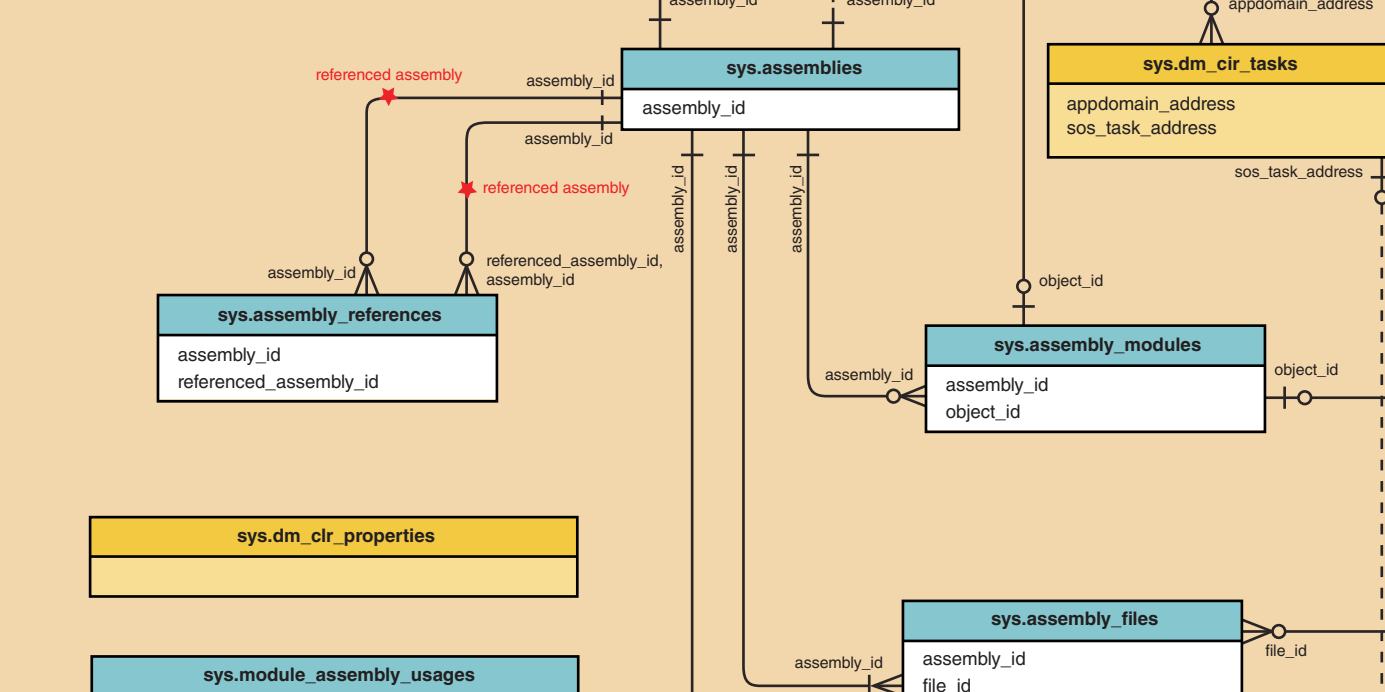 assembly_id
assembly_id
appdomain_address
sys.assemblies
assembly_id
sys.dm_cir_tasks
appdomain_address
sos_task_address
sos_task_address
referenced assembly
assembly_id
assembly_id
referenced assembly
assembly_id
assembly_id
assembly_id
assembly_id
referenced_assembly_id,
assembly_id
sys.assembly_references
assembly_id
referenced_assembly_id
object_id
sys.assembly_modules
assembly_id
object_id
assembly_id
object_id
sys.dm_clr_properties
sys.assembly_files
assembly_id
file_id
assembly_id
file_id
sys.module_assembly_usages